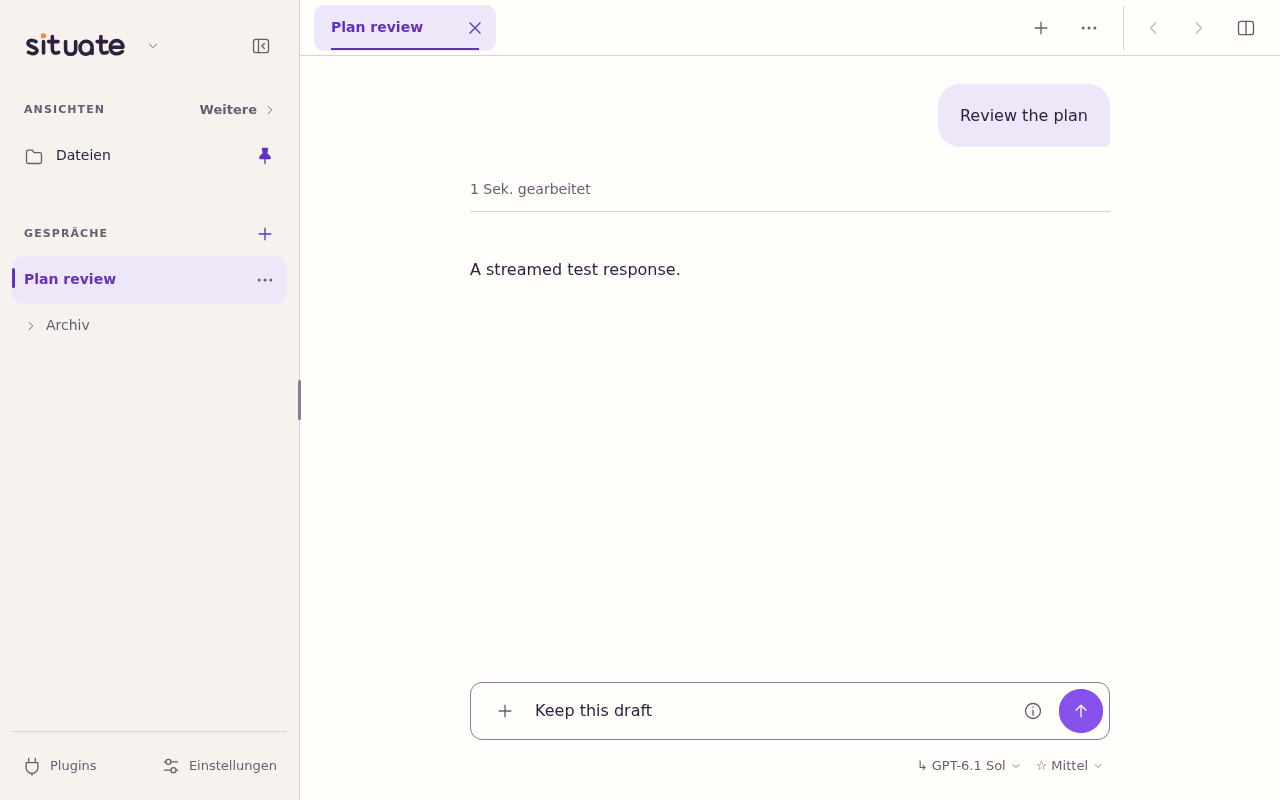 situate
ANSICHTEN
Weitere
Dateien
GESPRÄCHE
Plan review
Archiv
Plugins
Einstellungen
Plan review
Review the plan
1 Sek. gearbeitet
A streamed test response.
Keep this draft
GPT-6.1 Sol
Mittel